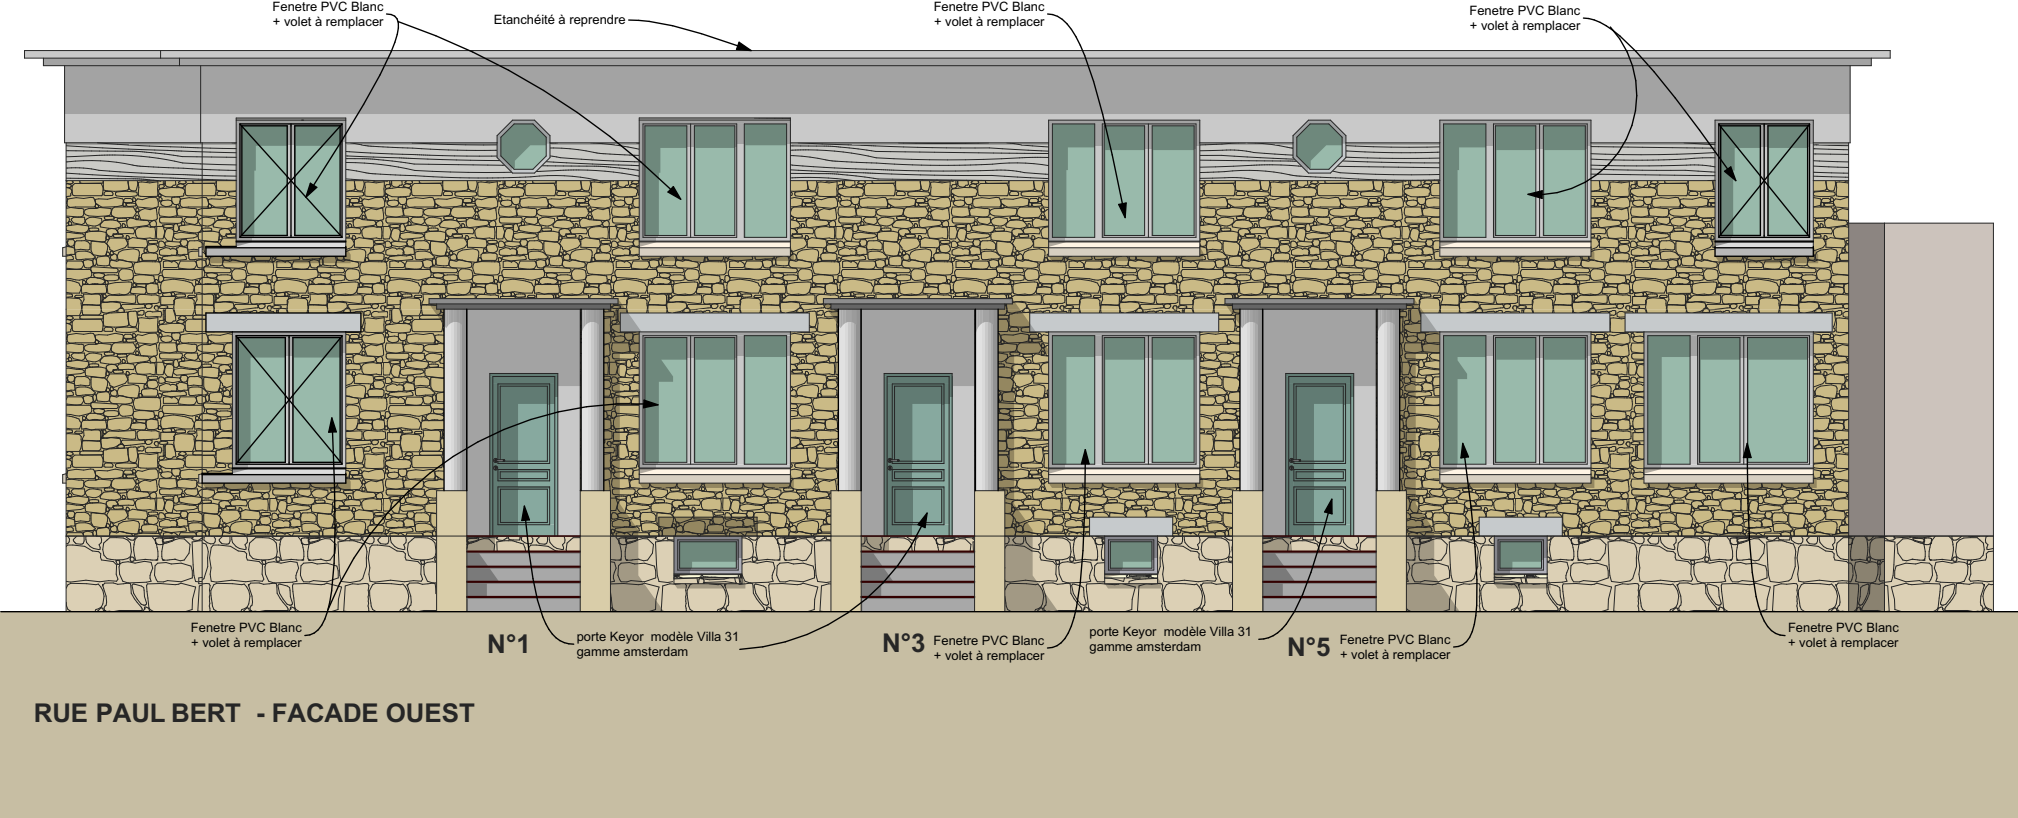 Fenetre PVC Blanc
+ volet à remplacer
Etanchéité à reprendre
Fenetre PVC Blanc
+ volet à remplacer
Fenetre PVC Blanc
+ volet à remplacer
Fenetre PVC Blanc
+ volet à remplacer
N°1
porte Keyor modèle Villa 31
gamme amsterdam
N°3
Fenetre PVC Blanc
+ volet à remplacer
porte Keyor modèle Villa 31
gamme amsterdam
N°5
Fenetre PVC Blanc
+ volet à remplacer
Fenetre PVC Blanc
+ volet à remplacer
RUE PAUL BERT - FACADE OUEST